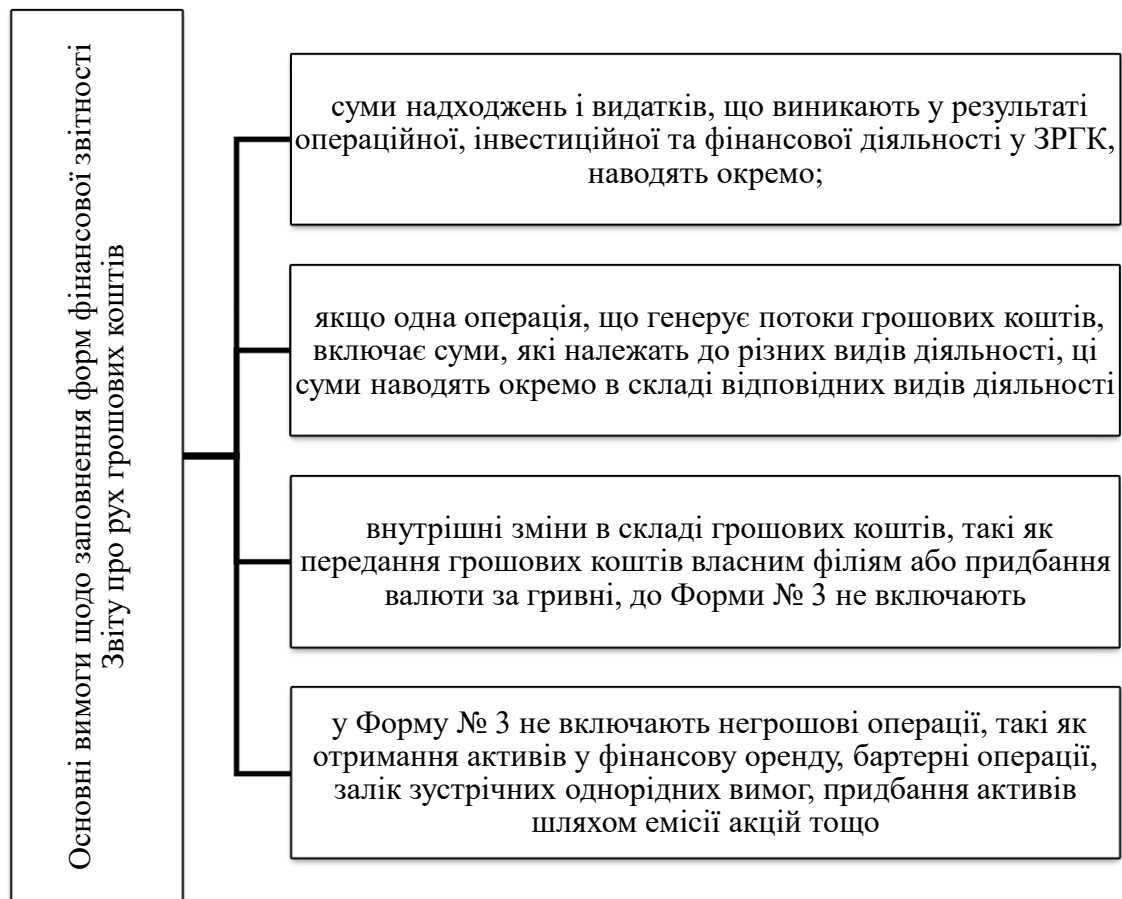 Основні вимоги щодо заповнення форм фінансової звітності
Звіту про рух грошових коштів
суми надходжень і видатків, що виникають у результаті
операційної, інвестиційної та фінансової діяльності у ЗРГК,
наводять окремо;
якщо одна операція, що генерує потоки грошових коштів,
включає суми, які належать до різних видів діяльності, ці
суми наводять окремо в складі відповідних видів діяльності
внутрішні зміни в складі грошових коштів, такі як
передання грошових коштів власним філіям або придбання
валюти за гривні, до Форми № 3 не включають
у Форму № 3 не включають негрошові операції, такі як
отримання активів у фінансову оренду, бартерні операції,
залік зустрічних однорідних вимог, придбання активів
шляхом емісії акцій тощо